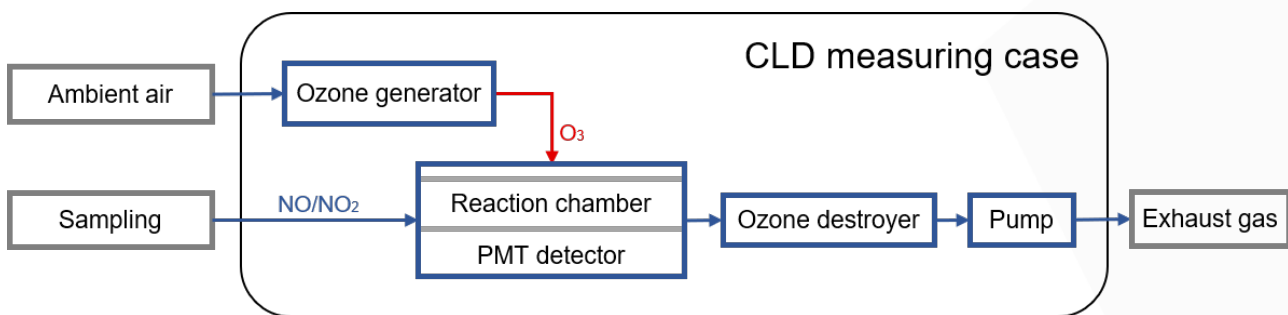 CLD measuring case
Ambient air
Ozone generator
O₃
Sampling
NO/NO₂
Reaction chamber
PMT detector
Ozone destroyer
Pump
Exhaust gas